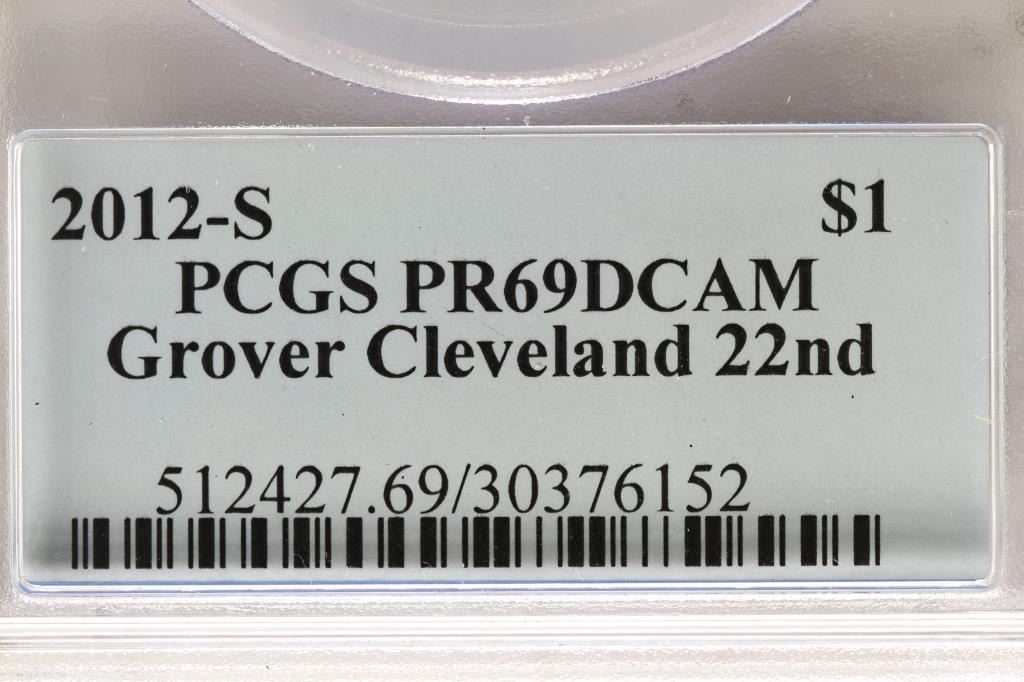 2012-S $1
PCGS PR69DCAM
Grover Cleveland 22nd
512427.69/30376152